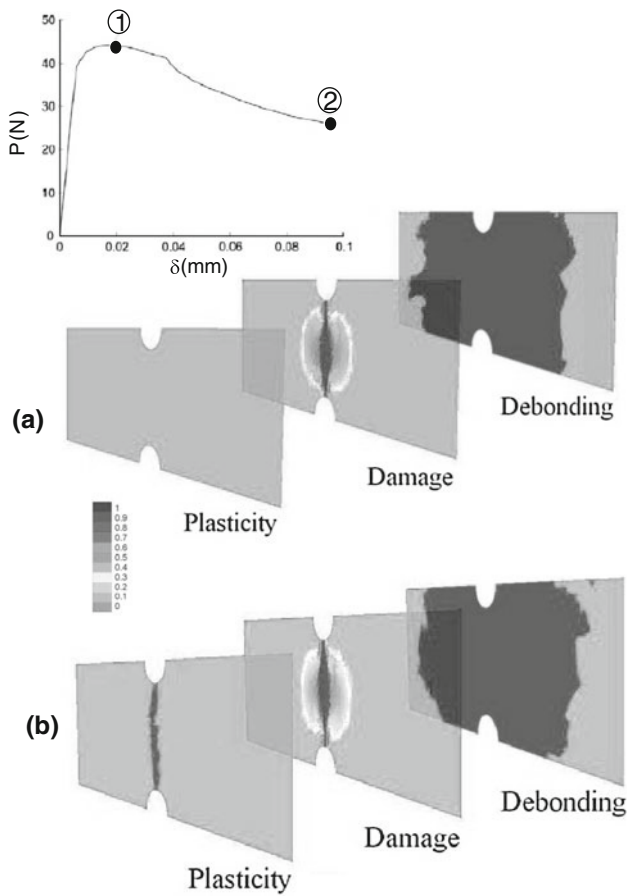 50
40
30
20
10
0
P(N)
①
②
0 0.02 0.04 0.06 0.08 0.1
δ(mm)
(a)
Debonding
Damage
Plasticity
1
0.9
0.8
0.7
0.6
0.5
0.4
0.3
0.2
0.1
0
(b)
Debonding
Damage
Plasticity